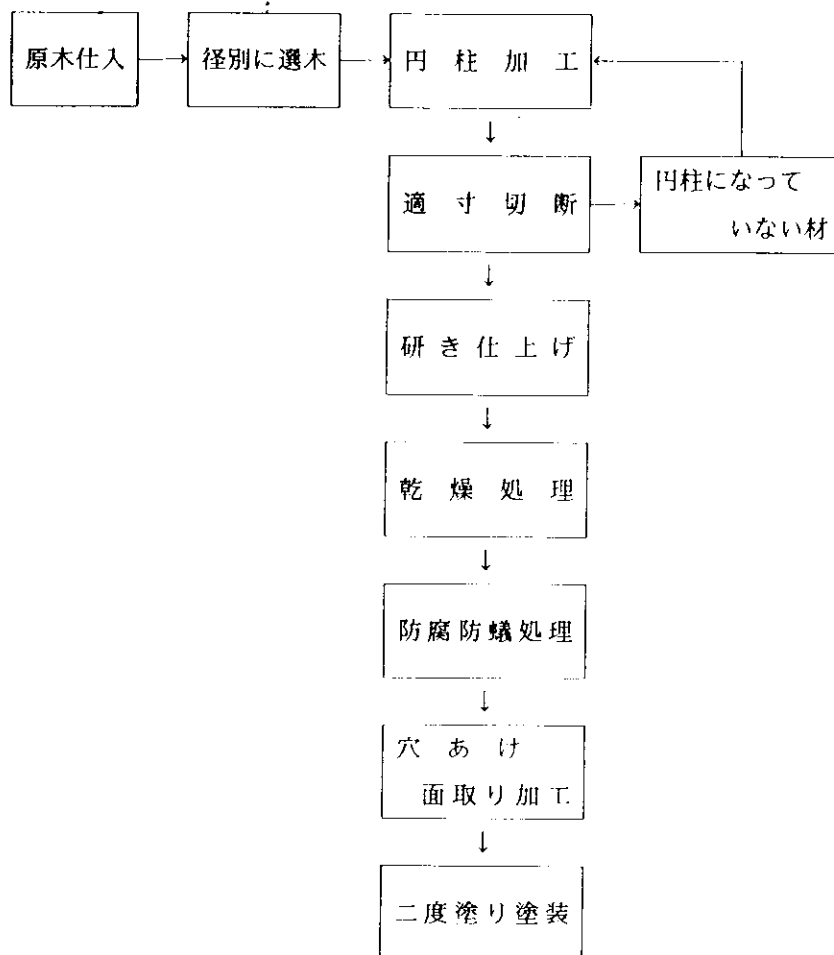 原木仕入
径別に選木
円柱加工
適寸切断
円柱になって
いない材
研き仕上げ
乾燥処理
防腐防蟻処理
穴あけ
面取り加工
二度塗り塗装